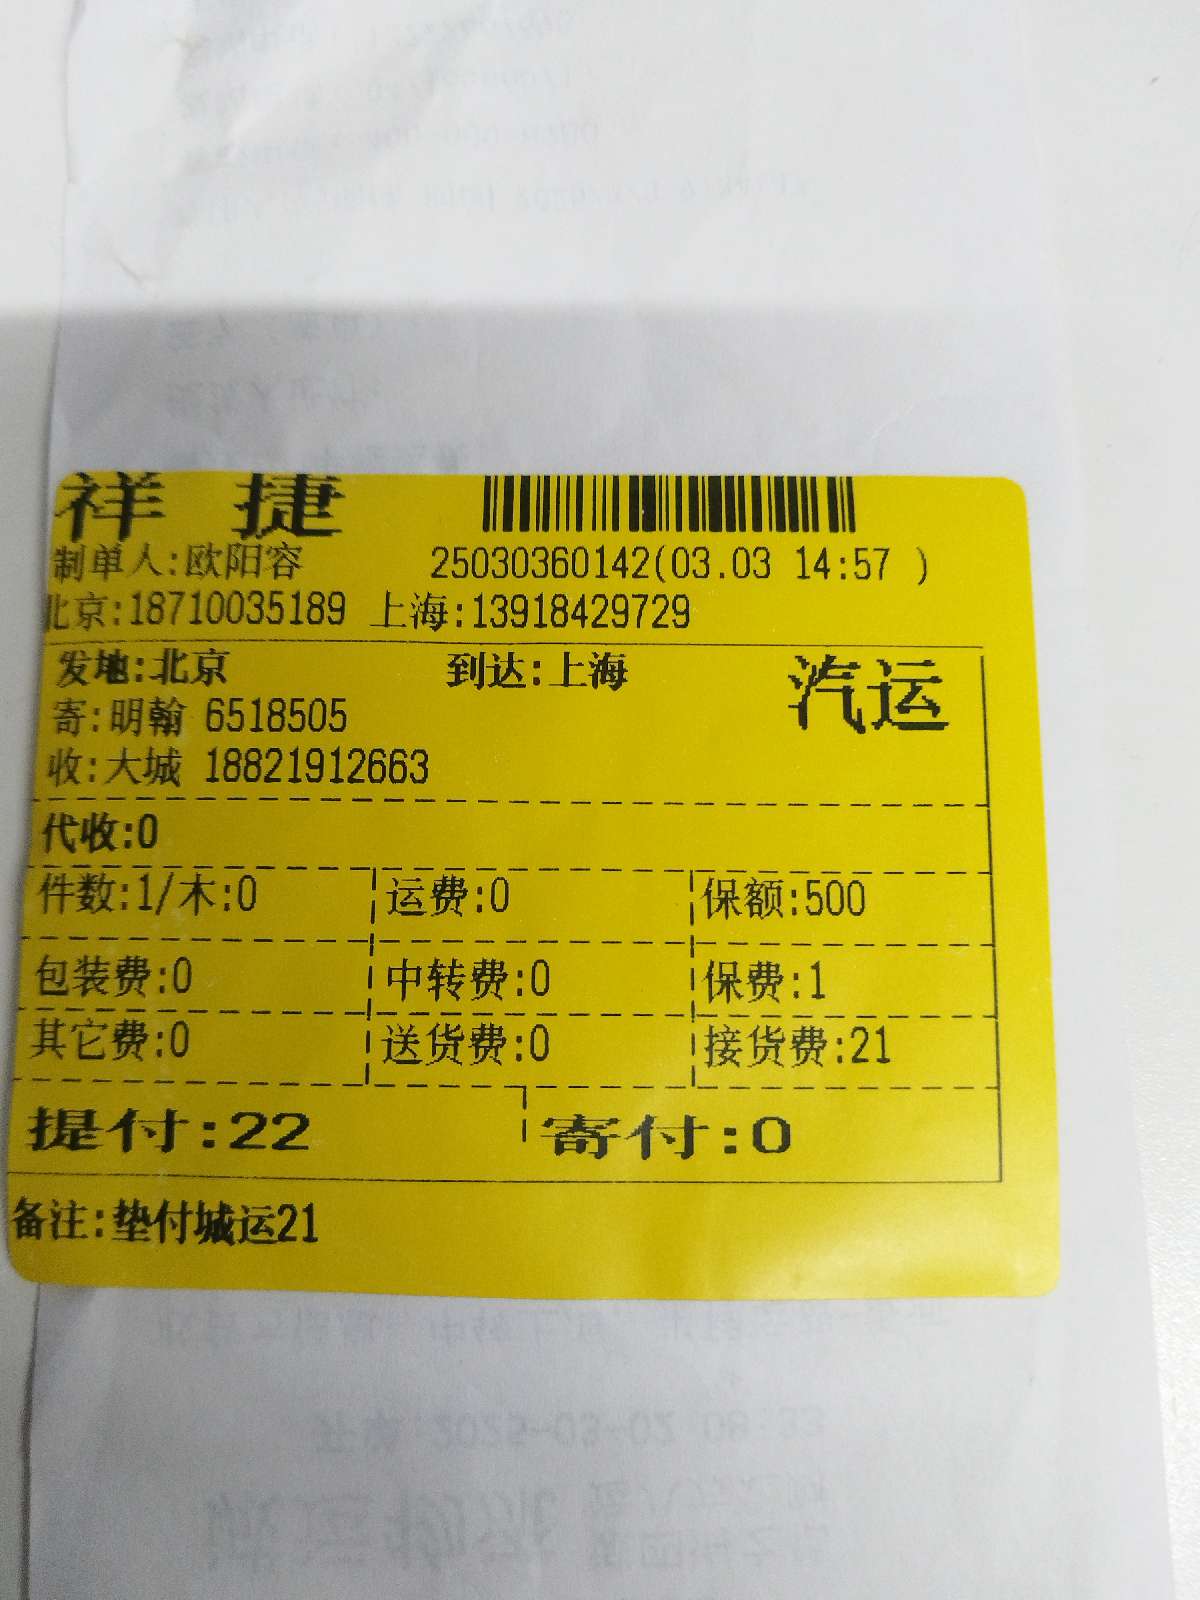 祥 捷
制单人:欧阳容 25030360142(03.03 14:57 )
北京:18710035189 上海:13918429729
发地:北京 到达:上海 汽运
寄:明翰 6518505
收:大城 18821912663
代收:0
件数:1/木:0 运费:0 保额:500
包装费:0 中转费:0 保费:1
其它费:0 送货费:0 接货费:21
提付:22 寄付:0
备注:垫付城运21